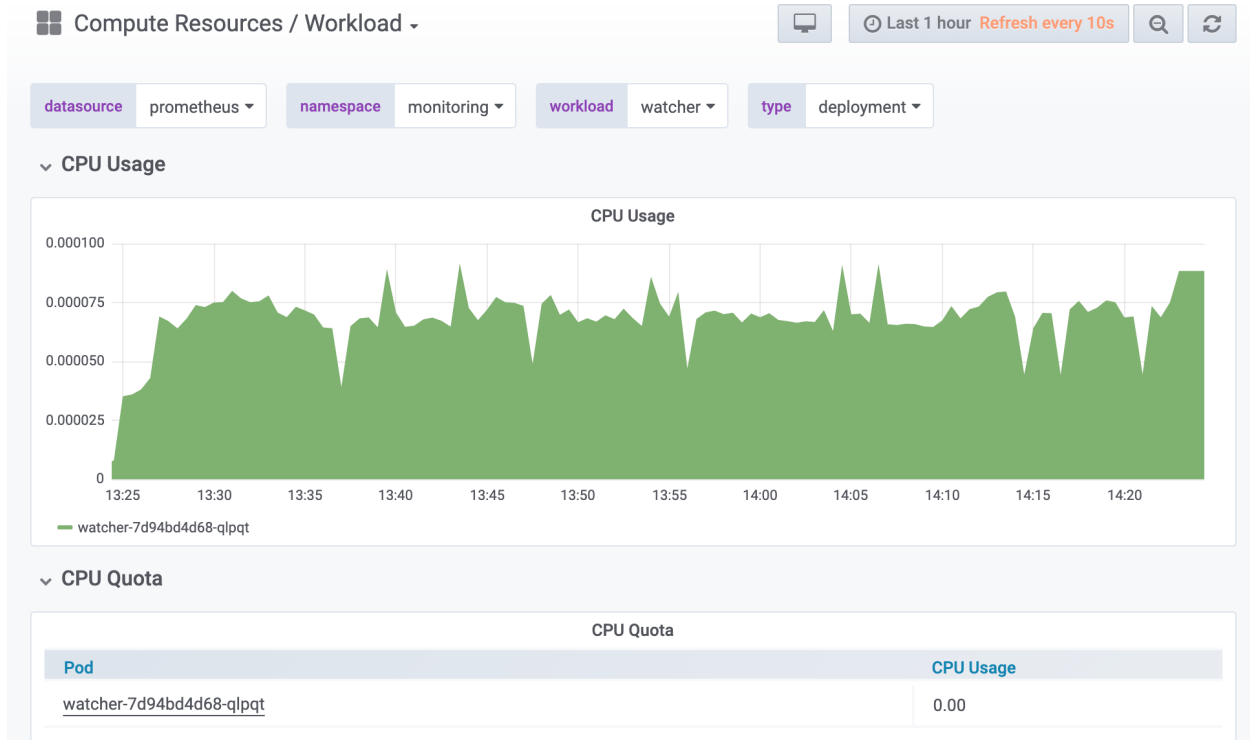 Compute Resources / Workload
Last 1 hour Refresh every 10s
datasource prometheus namespace monitoring workload watcher type deployment
CPU Usage
CPU Usage
0.000100
0.000075
0.000050
0.000025
0
13:25 13:30 13:35 13:40 13:45 13:50 13:55 14:00 14:05 14:10 14:15 14:20
watcher-7d94bd4d68-qlpqt
CPU Quota
CPU Quota
Pod CPU Usage
watcher-7d94bd4d68-qlpqt 0.00